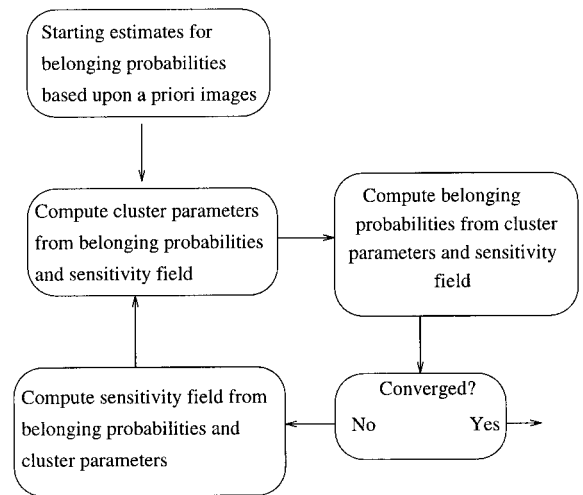 Starting estimates for
belonging probabilities
based upon a priori images
Compute cluster parameters
from belonging probabilities
and sensitivity field
Compute belonging
probabilities from cluster
parameters and sensitivity
field
Converged?
No
Yes
Compute sensitivity field from
belonging probabilities and
cluster parameters